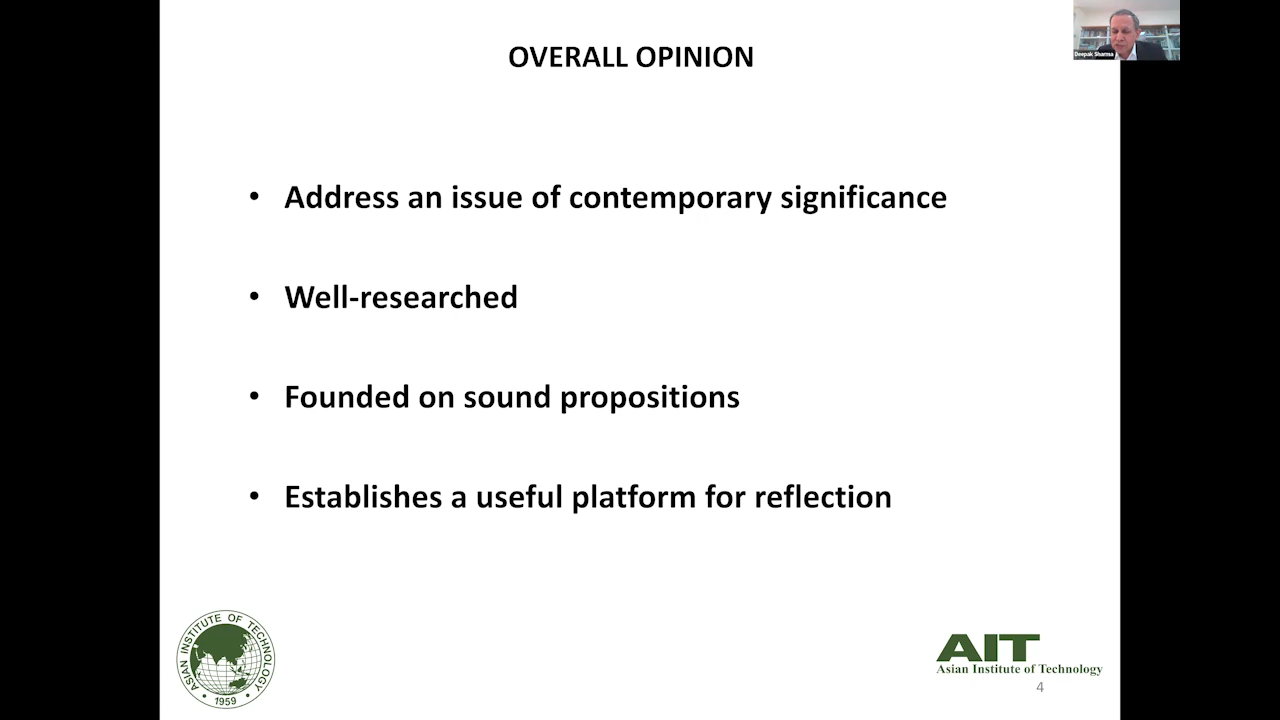 OVERALL OPINION
Deepak Sharma
• Address an issue of contemporary significance
• Well-researched
• Founded on sound propositions
• Establishes a useful platform for reflection
ASIAN INSTITUTE OF TECHNOLOGY
• 1959 •
AIT
Asian Institute of Technology
4